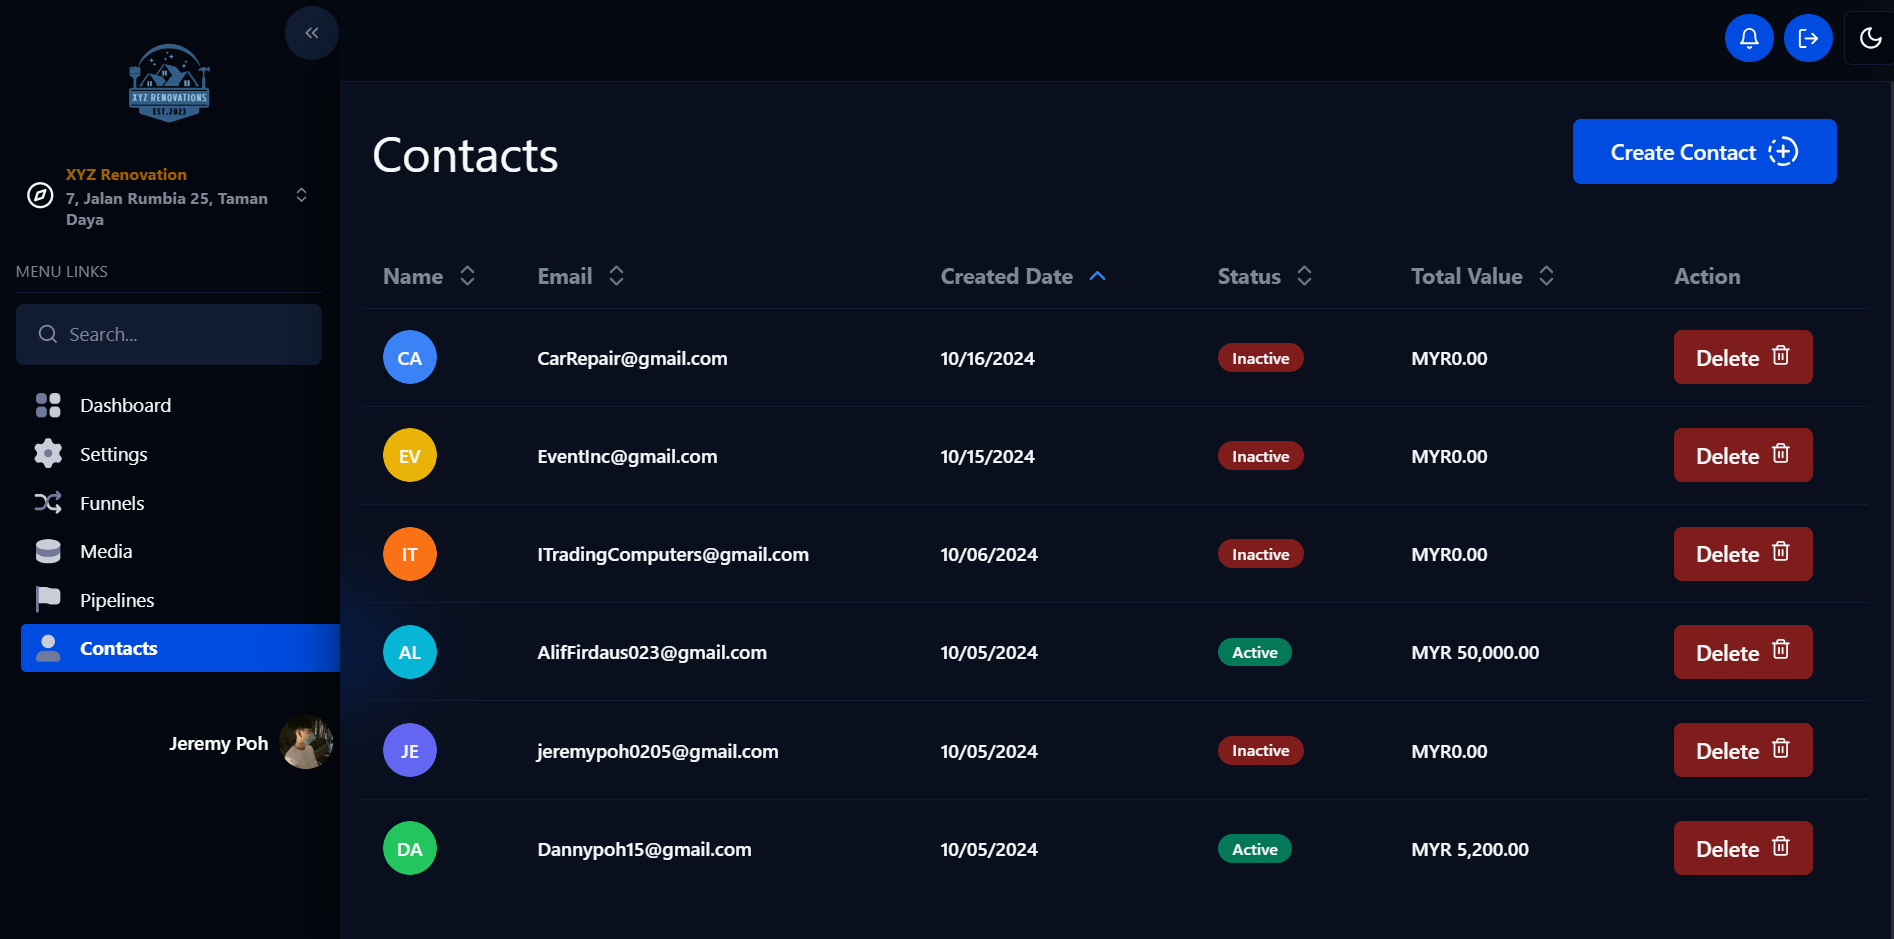 XYZ RENOVATIONS
EST.2023
XYZ Renovation
7, Jalan Rumbia 25, Taman
Daya
MENU LINKS
Search...
Dashboard
Settings
Funnels
Media
Pipelines
Contacts
Jeremy Poh
Contacts
Create Contact
Name Email Created Date Status Total Value Action
CA CarRepair@gmail.com 10/16/2024 Inactive MYR0.00 Delete
EV EventInc@gmail.com 10/15/2024 Inactive MYR0.00 Delete
IT ITradingComputers@gmail.com 10/06/2024 Inactive MYR0.00 Delete
AL AlifFirdaus023@gmail.com 10/05/2024 Active MYR 50,000.00 Delete
JE jeremypoh0205@gmail.com 10/05/2024 Inactive MYR0.00 Delete
DA Dannypoh15@gmail.com 10/05/2024 Active MYR 5,200.00 Delete